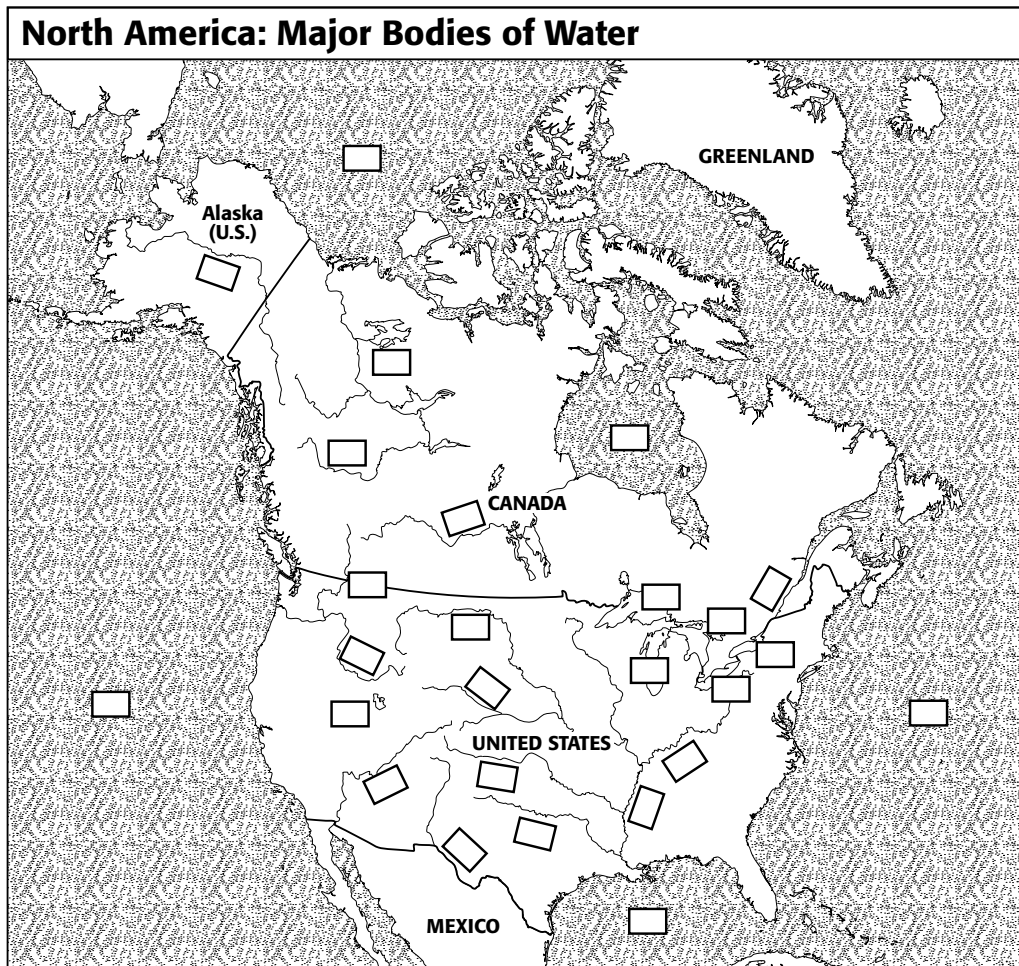 North America: Major Bodies of Water
GREENLAND
Alaska
(U.S.)
CANADA
UNITED STATES
MEXICO